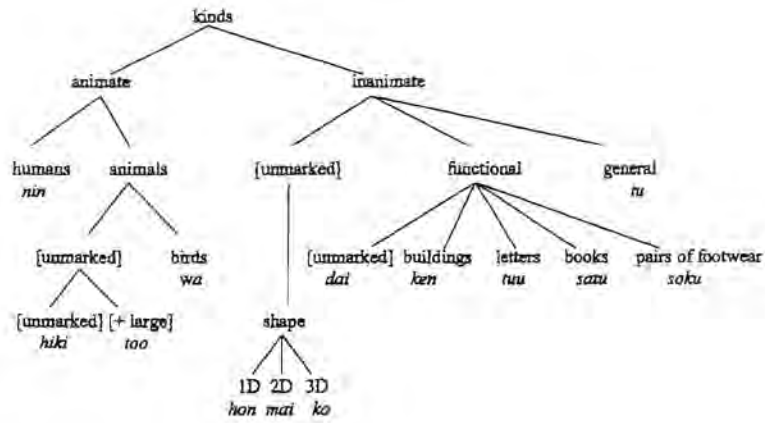 kinds
animate inanimate
humans animals [unmarked] functional general
nin tu
[unmarked] birds [unmarked] buildings letters books pairs of footwear
wa dai ken tuu satu soku
[unmarked] [+ large] shape
hiki too
1D 2D 3D
hon mai ko